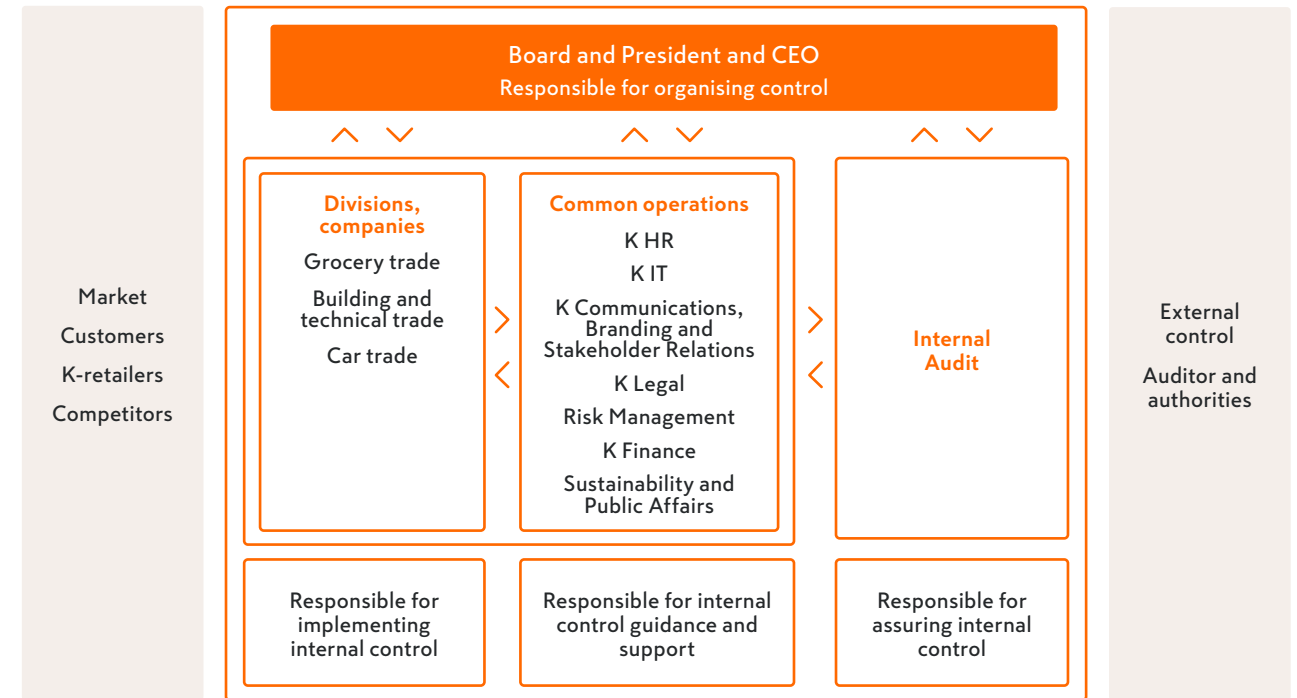 Board and President and CEO
Responsible for organising control
Market
Customers
K-retailers
Competitors
Divisions,
companies
Grocery trade
Building and
technical trade
Car trade
Common operations
K HR
K IT
K Communications,
Branding and
Stakeholder Relations
K Legal
Risk Management
K Finance
Sustainability and
Public Affairs
Internal
Audit
External
control
Auditor and
authorities
Responsible for
implementing
internal control
Responsible for internal
control guidance and
support
Responsible for
assuring internal
control